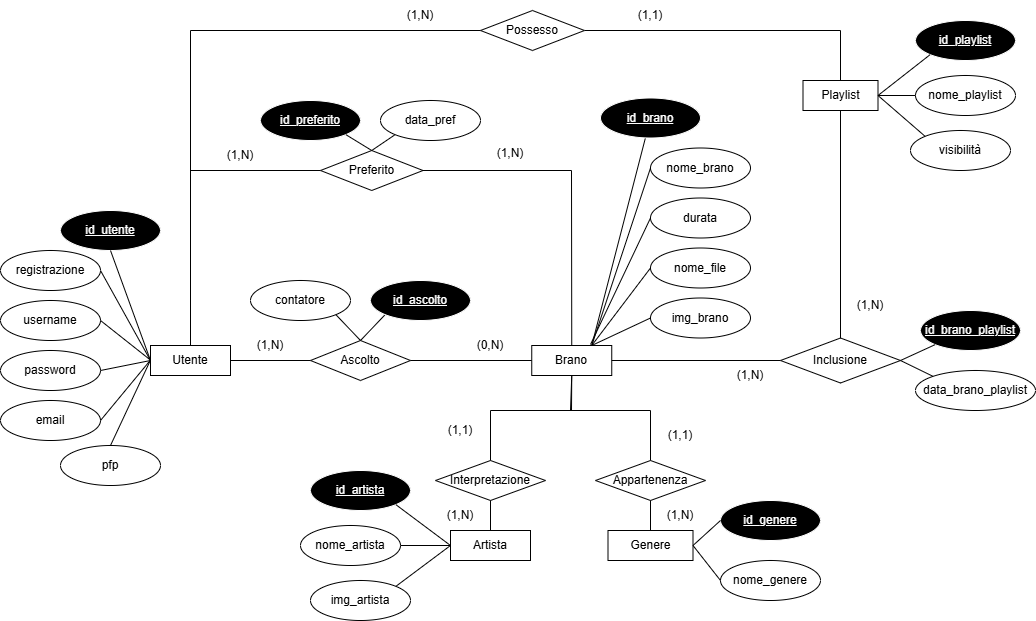 (1,N)
(1,1)
Possesso
id_playlist
Playlist
nome_playlist
visibilità
id_preferito
data_pref
id_brano
(1,N)
(1,N)
Preferito
nome_brano
durata
nome_file
img_brano
id_utente
registrazione
username
password
email
pfp
Utente
contatore
id_ascolto
(1,N)
Ascolto
(0,N)
Brano
(1,N)
(1,N)
Inclusione
id_brano_playlist
data_brano_playlist
(1,1)
(1,1)
Interpretazione
Appartenenza
id_artista
nome_artista
img_artista
(1,N)
Artista
(1,N)
Genere
id_genere
nome_genere